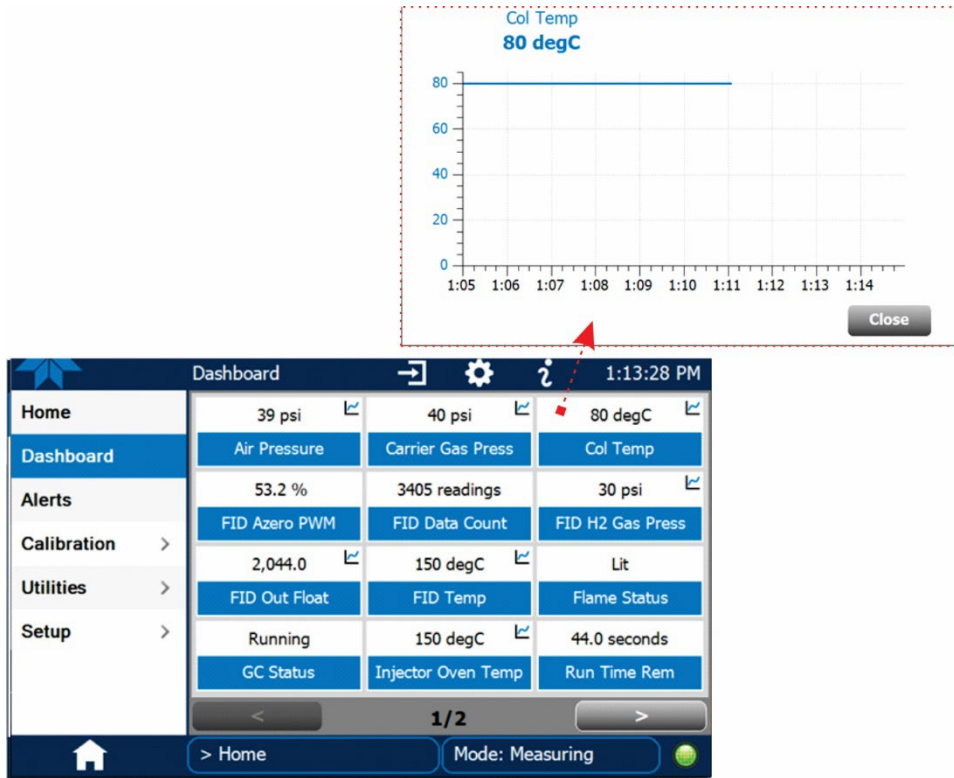 Col Temp
80 degC
80
60
40
20
0
1:05 1:06 1:07 1:08 1:09 1:10 1:11 1:12 1:13 1:14
Close
Dashboard 1:13:28 PM
Home
Dashboard
Alerts
Calibration >
Utilities >
Setup >
39 psi 40 psi 80 degC
Air Pressure Carrier Gas Press Col Temp
53.2 % 3405 readings 30 psi
FID Azero PWM FID Data Count FID H2 Gas Press
2,044.0 150 degC Lit
FID Out Float FID Temp Flame Status
Running 150 degC 44.0 seconds
GC Status Injector Oven Temp Run Time Rem
< 1/2 >
> Home Mode: Measuring